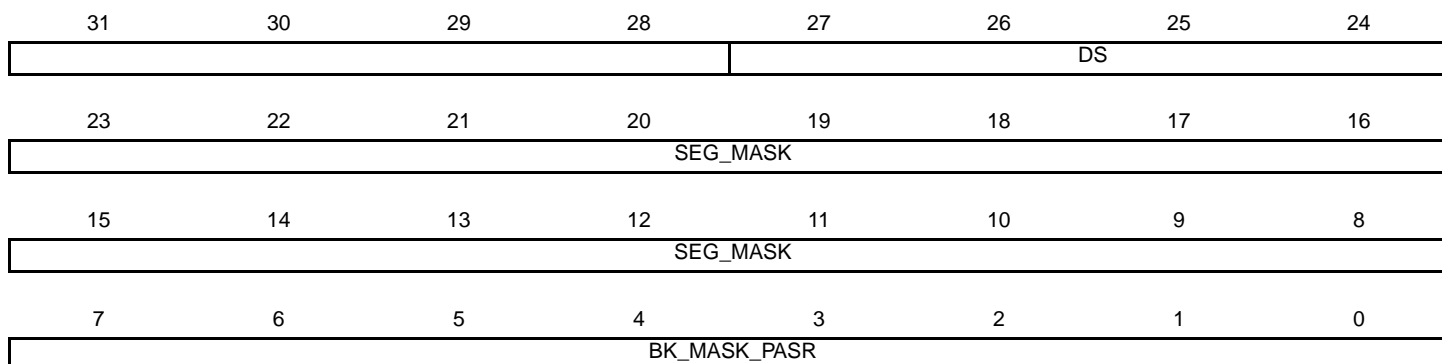 31 30 29 28 27 26 25 24
DS
23 22 21 20 19 18 17 16
SEG_MASK
15 14 13 12 11 10 9 8
SEG_MASK
7 6 5 4 3 2 1 0
BK_MASK_PASR